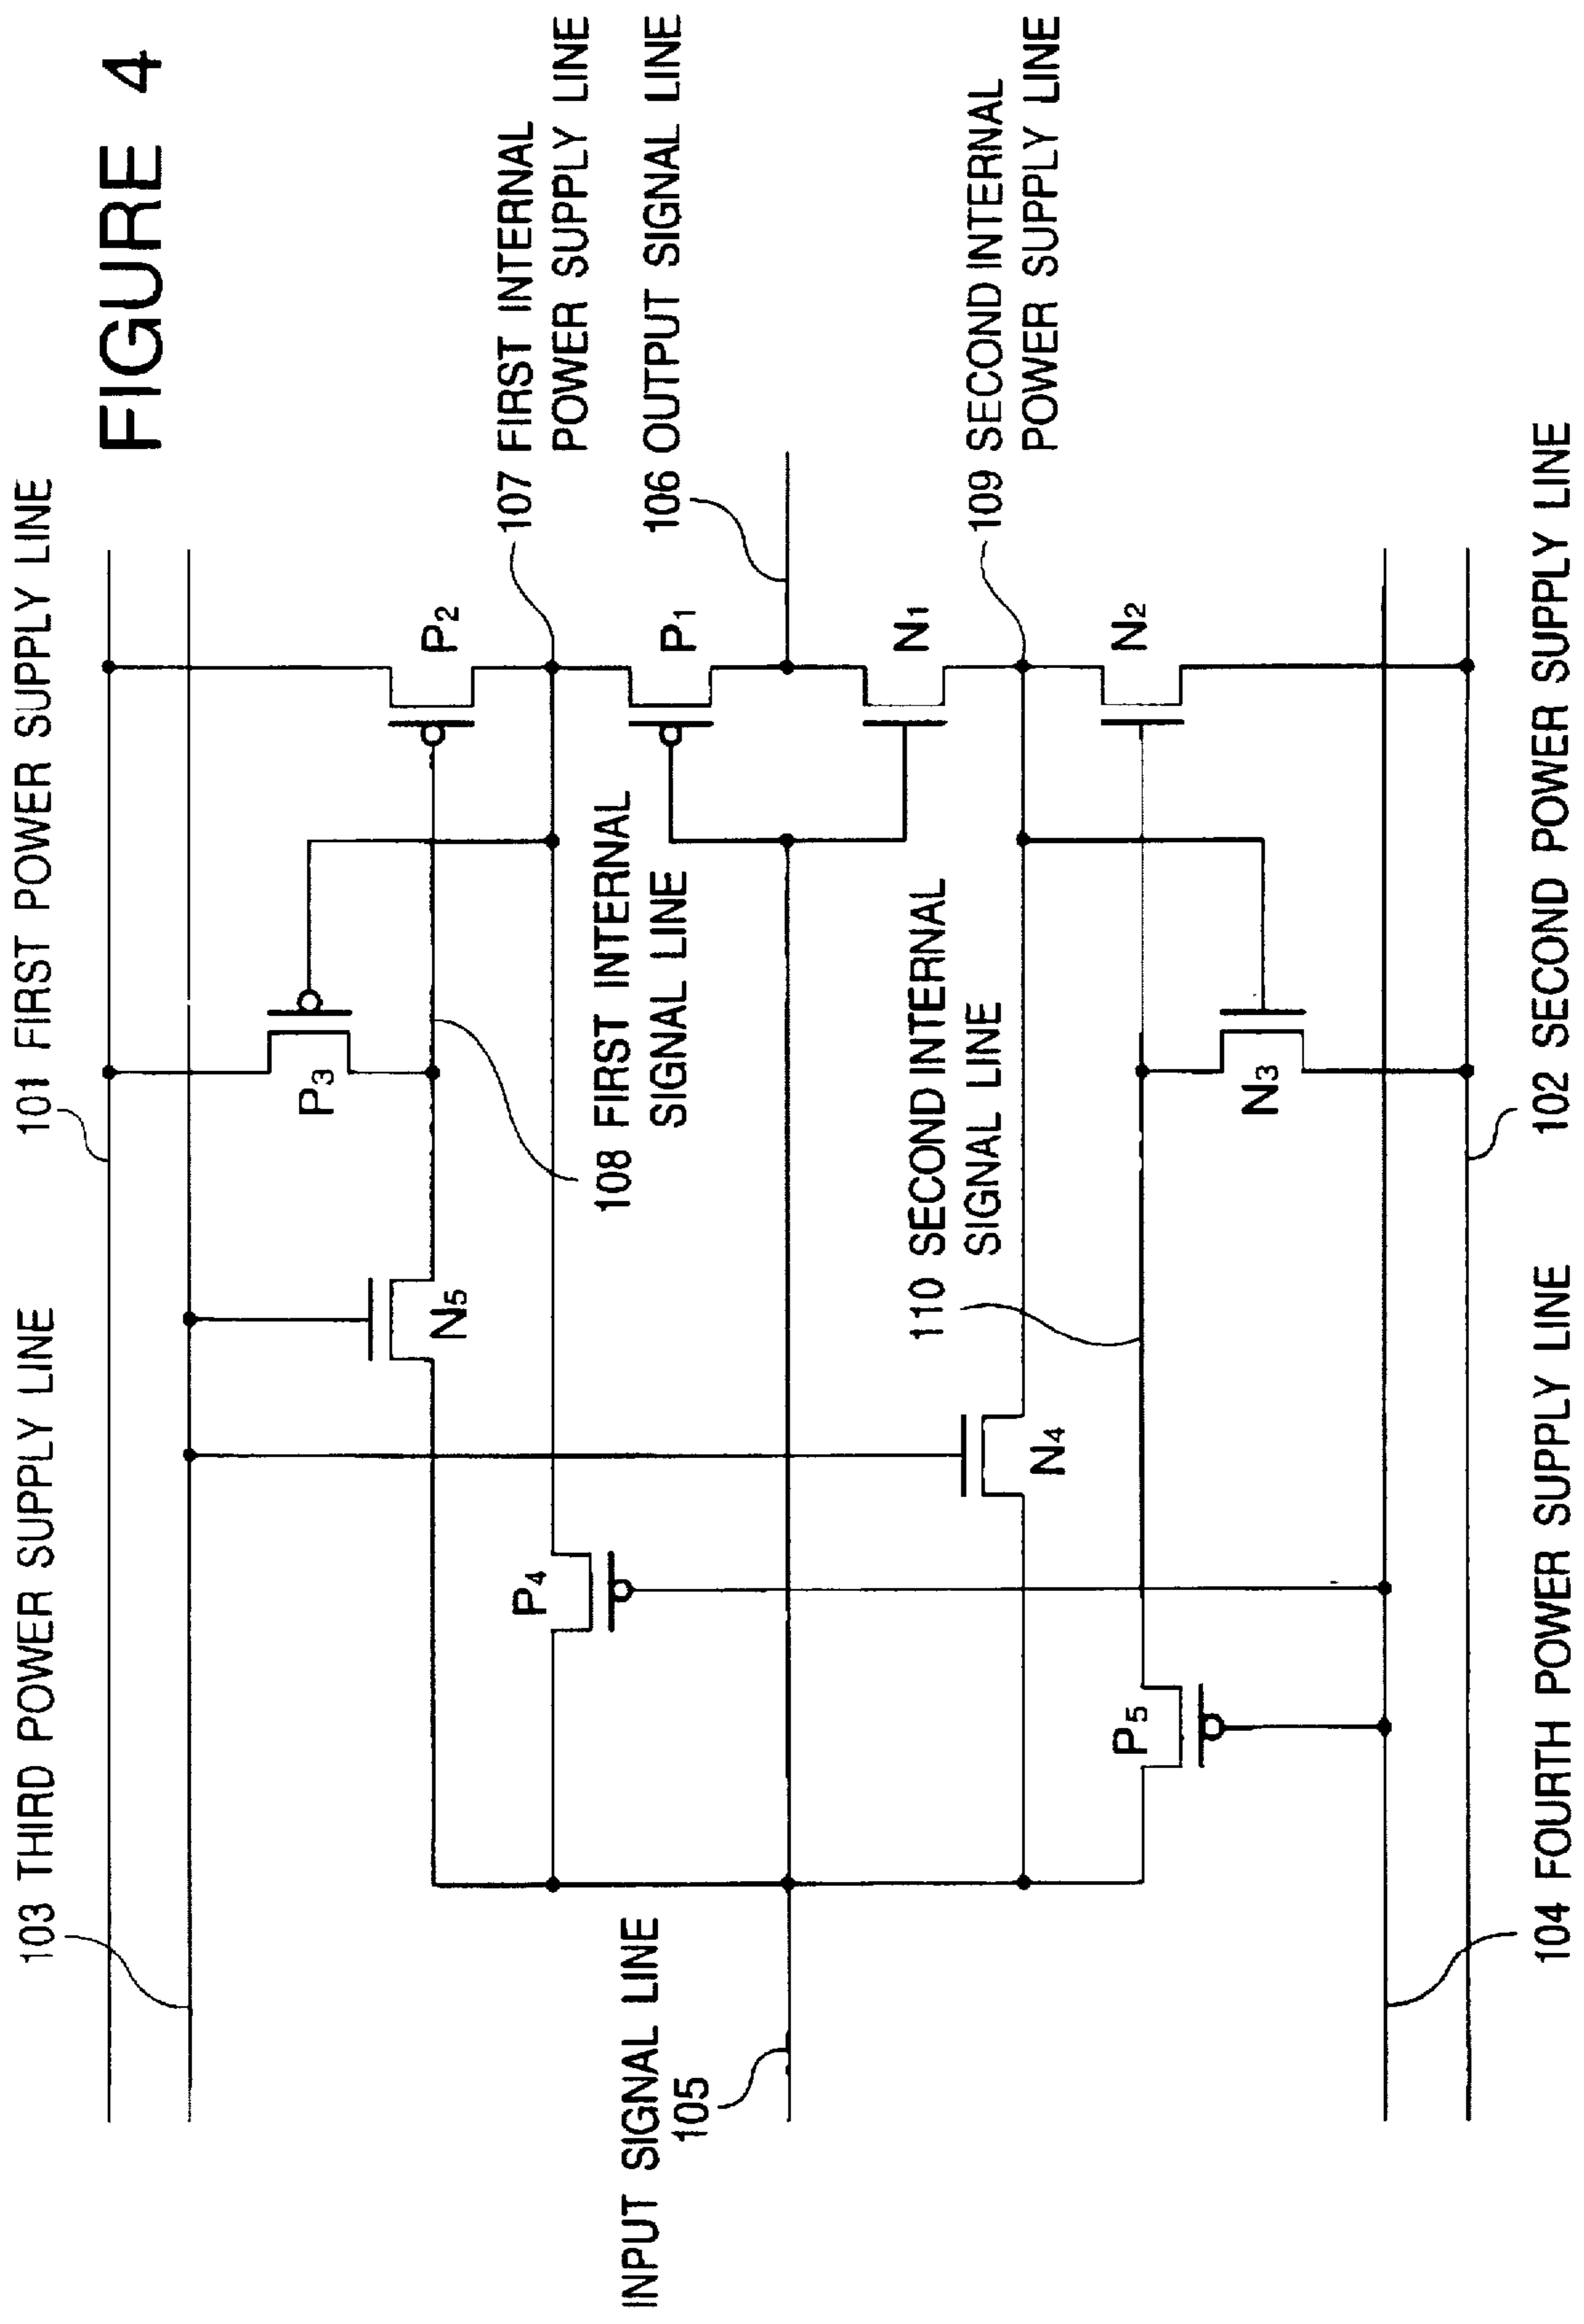 FIGURE 4
103 THIRD POWER SUPPLY LINE
101 FIRST POWER SUPPLY LINE
P3
P2
N5
107 FIRST INTERNAL
POWER SUPPLY LINE
P4
108 FIRST INTERNAL
SIGNAL LINE
P1
106 OUTPUT SIGNAL LINE
INPUT SIGNAL LINE
105
N1
110 SECOND INTERNAL
SIGNAL LINE
109 SECOND INTERNAL
POWER SUPPLY LINE
N4
P5
N2
N3
104 FOURTH POWER SUPPLY LINE
102 SECOND POWER SUPPLY LINE